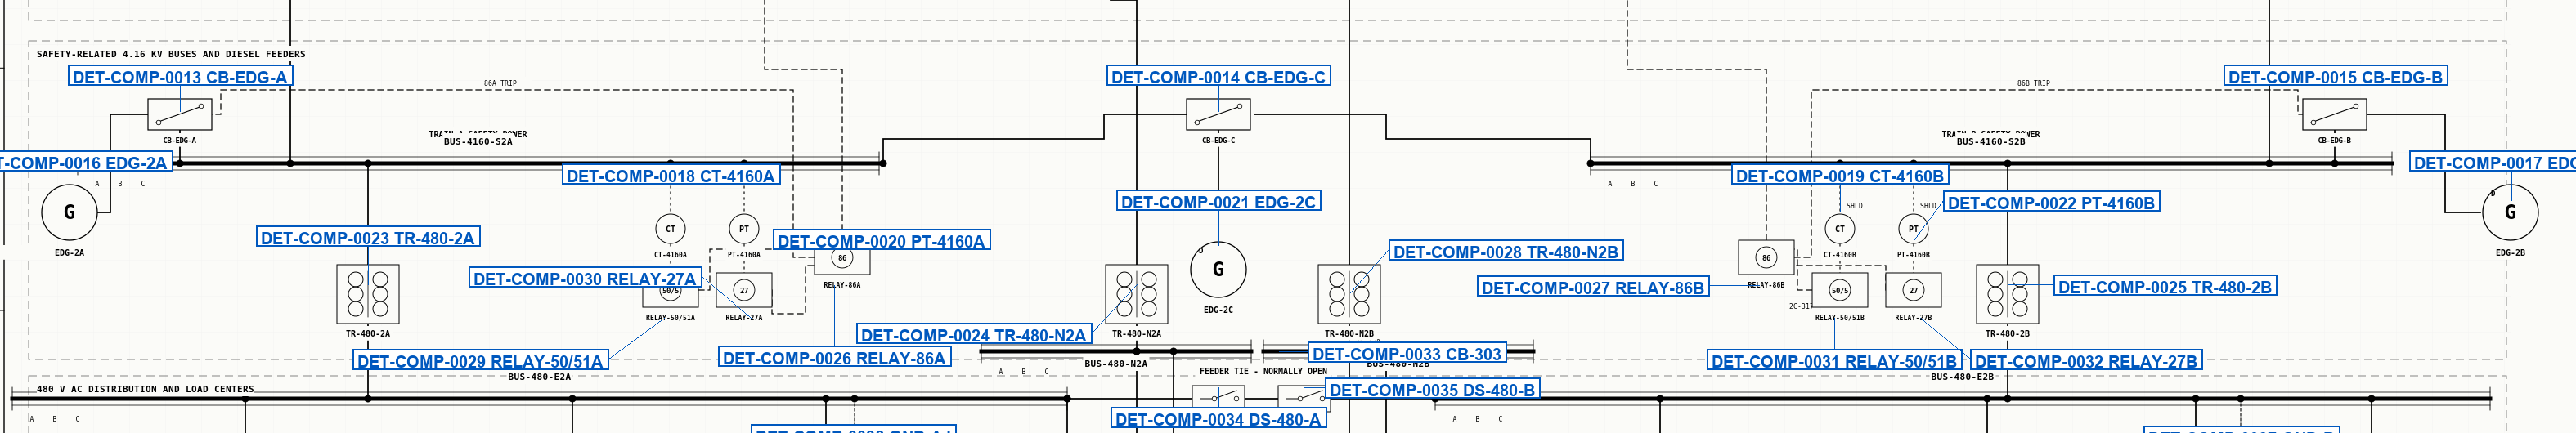 SAFETY-RELATED 4.16 KV BUSES AND DIESEL FEEDERS
DET-COMP-0013 CB-EDG-A
DET-COMP-0014 CB-EDG-C
DET-COMP-0015 CB-EDG-B
86A TRIP
86B TRIP
CB-EDG-A
BUS-4160-S2A
CB-EDG-C
BUS-4160-S2B
CB-EDG-B
T-COMP-0016 EDG-2A
DET-COMP-0017 EDG
DET-COMP-0018 CT-4160A
DET-COMP-0019 CT-4160B
A B C
A B C
DET-COMP-0021 EDG-2C
DET-COMP-0022 PT-4160B
SHLD
SHLD
G
CT
PT
CT
PT
G
DET-COMP-0023 TR-480-2A
DET-COMP-0020 PT-4160A
DET-COMP-0028 TR-480-N2B
EDG-2A
CT-4160A
PT-4160A
86
G
86
CT-4160B
PT-4160B
EDG-2B
DET-COMP-0030 RELAY-27A
RELAY-86A
DET-COMP-0027 RELAY-86B
RELAY-86B
DET-COMP-0025 TR-480-2B
50/5
27
50/5
27
EDG-2C
RELAY-50/51A
RELAY-27A
RELAY-50/51B
RELAY-27B
TR-480-2A
DET-COMP-0024 TR-480-N2A
TR-480-N2A
TR-480-N2B
TR-480-2B
DET-COMP-0029 RELAY-50/51A
DET-COMP-0026 RELAY-86A
DET-COMP-0033 CB-303
DET-COMP-0031 RELAY-50/51B
DET-COMP-0032 RELAY-27B
BUS-480-N2A
BUS-480-N2B
A B C
FEEDER TIE - NORMALLY OPEN
BUS-480-E2A
BUS-480-E2B
480 V AC DISTRIBUTION AND LOAD CENTERS
DET-COMP-0035 DS-480-B
A B C
DET-COMP-0034 DS-480-A
A B C